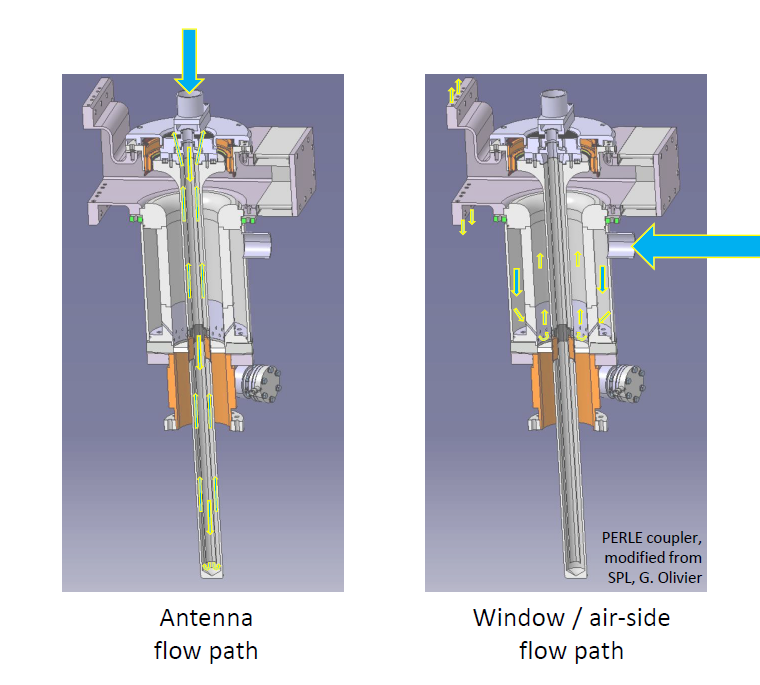 PERLE coupler,
modified from
SPL, G. Olivier
Antenna
flow path
Window / air-side
flow path